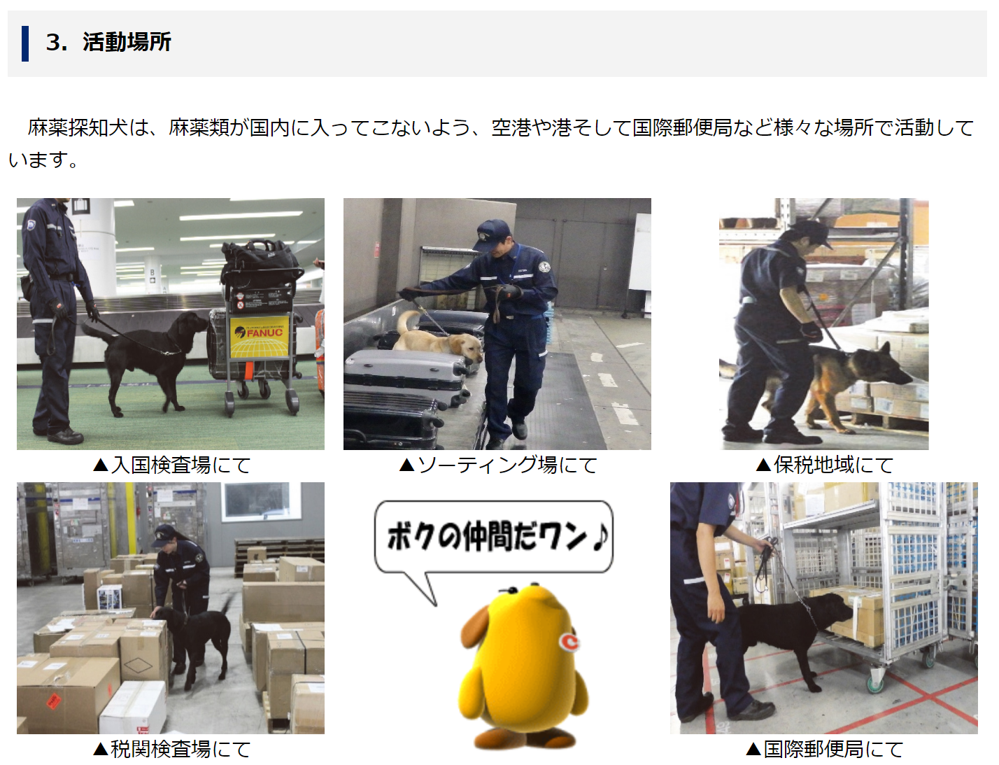 3. 活動場所
麻薬探知犬は、麻薬類が国内に入ってこないよう、空港や港そして国際郵便局など様々な場所で活動して
います。
B
FANUC
▲入国検査場にて
▲ソーティング場にて
▲保税地域にて
ボクの仲間だワン♪
C
▲税関検査場にて
▲国際郵便局にて